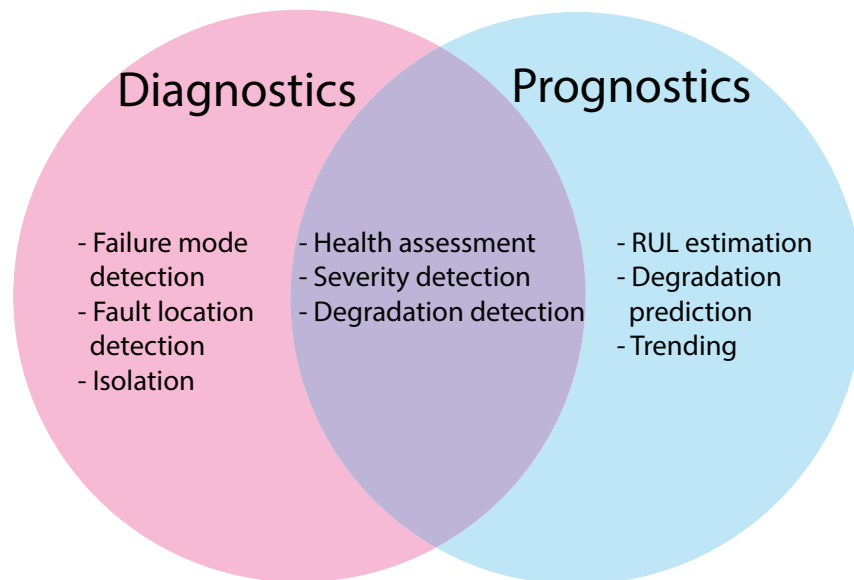 Diagnostics
Prognostics
- Failure mode
detection
- Fault location
detection
- Isolation
- Health assessment
- Severity detection
- Degradation detection
- RUL estimation
- Degradation
prediction
- Trending